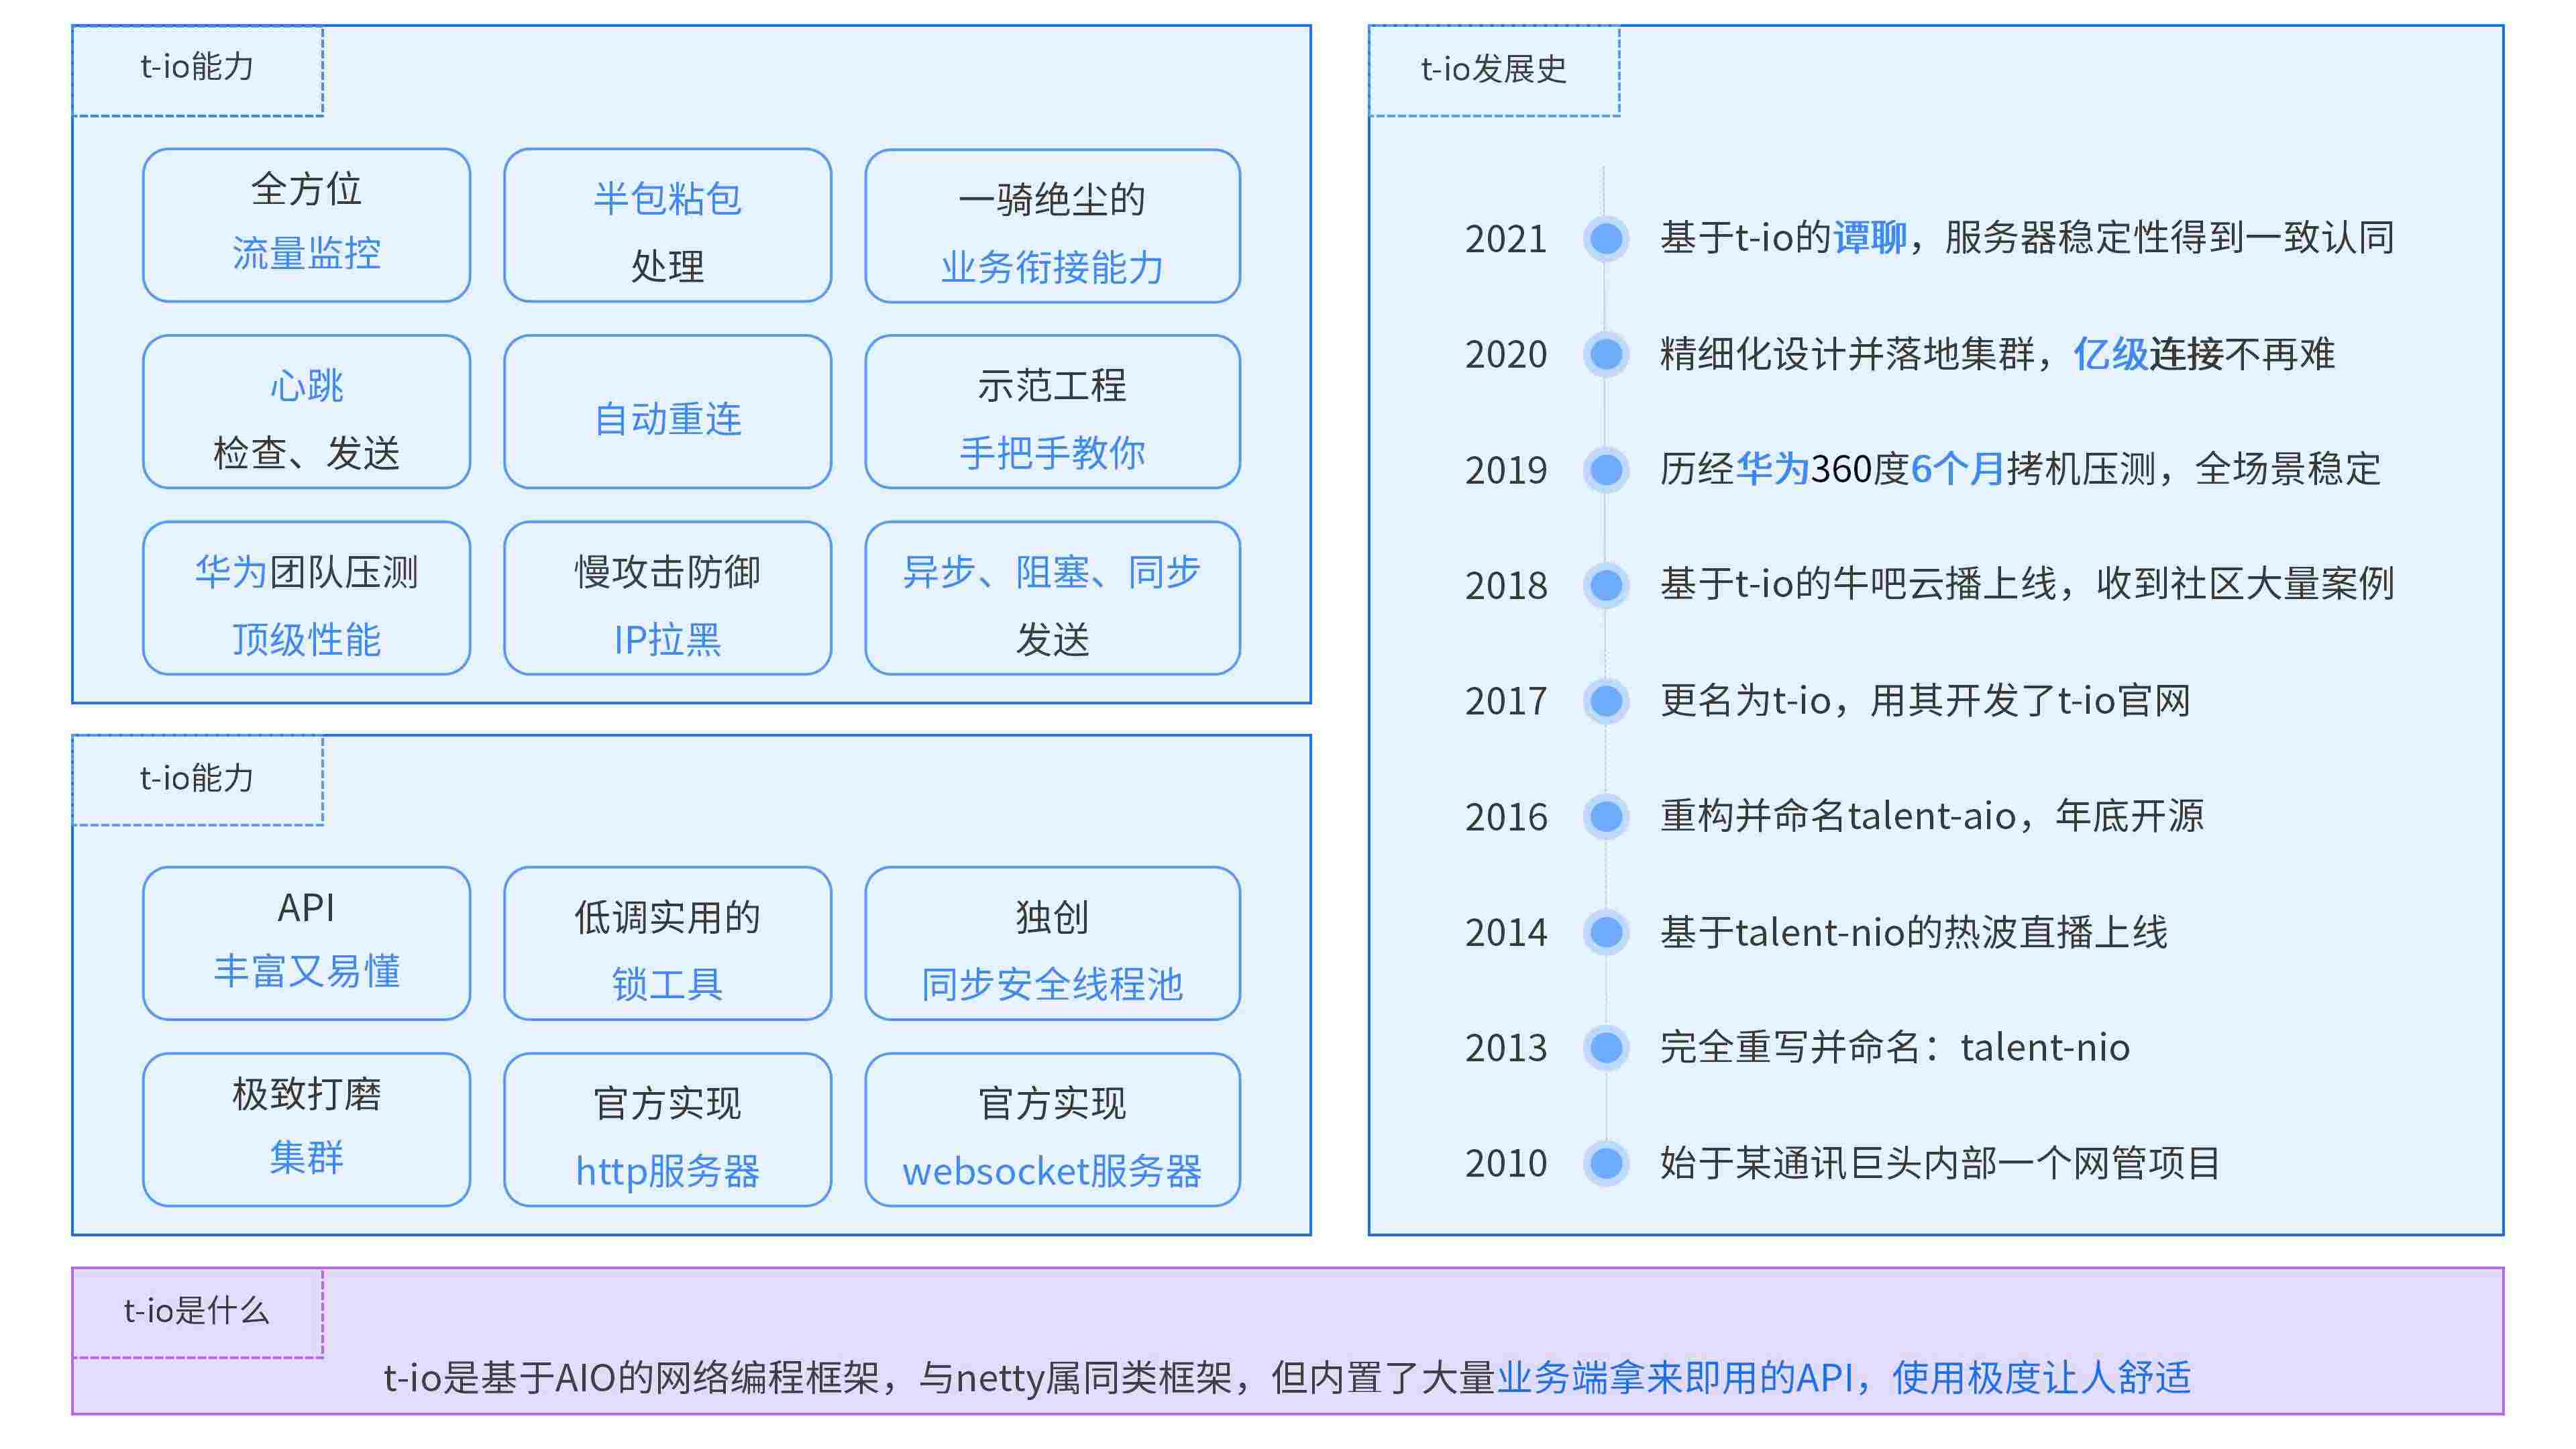 t-io能力
全方位
流量监控
半包粘包
处理
一骑绝尘的
业务衔接能力
心跳
检查、发送
自动重连
示范工程
手把手教你
华为团队压测
顶级性能
慢攻击防御
IP拉黑
异步、阻塞、同步
发送
t-io能力
API
丰富又易懂
低调实用的
锁工具
独创
同步安全线程池
极致打磨
集群
官方实现
http服务器
官方实现
websocket服务器
t-io发展史
2021 基于t-io的谭聊，服务器稳定性得到一致认同
2020 精细化设计并落地集群，亿级连接不再难
2019 历经华为360度6个月拷机压测，全场景稳定
2018 基于t-io的牛吧云播上线，收到社区大量案例
2017 更名为t-io，用其开发了t-io官网
2016 重构并命名talent-aio，年底开源
2014 基于talent-nio的热波直播上线
2013 完全重写并命名：talent-nio
2010 始于某通讯巨头内部一个网管项目
t-io是什么
t-io是基于AIO的网络编程框架，与netty属同类框架，但内置了大量业务端拿来即用的API，使用极度让人舒适